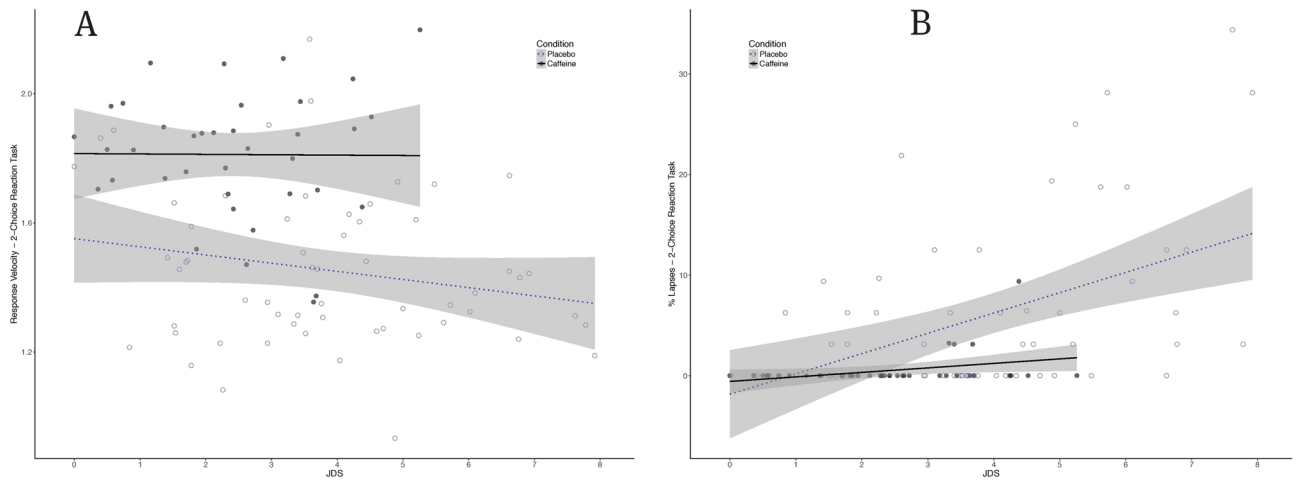 A
Condition
Placebo
Caffeine
Response Velocity − 2−Choice Reaction Task
2.0
1.6
1.2
0 1 2 3 4 5 6 7 8
JDS
B
Condition
Placebo
Caffeine
% Lapses − 2−Choice Reaction Task
30
20
10
0
0 1 2 3 4 5 6 7 8
JDS